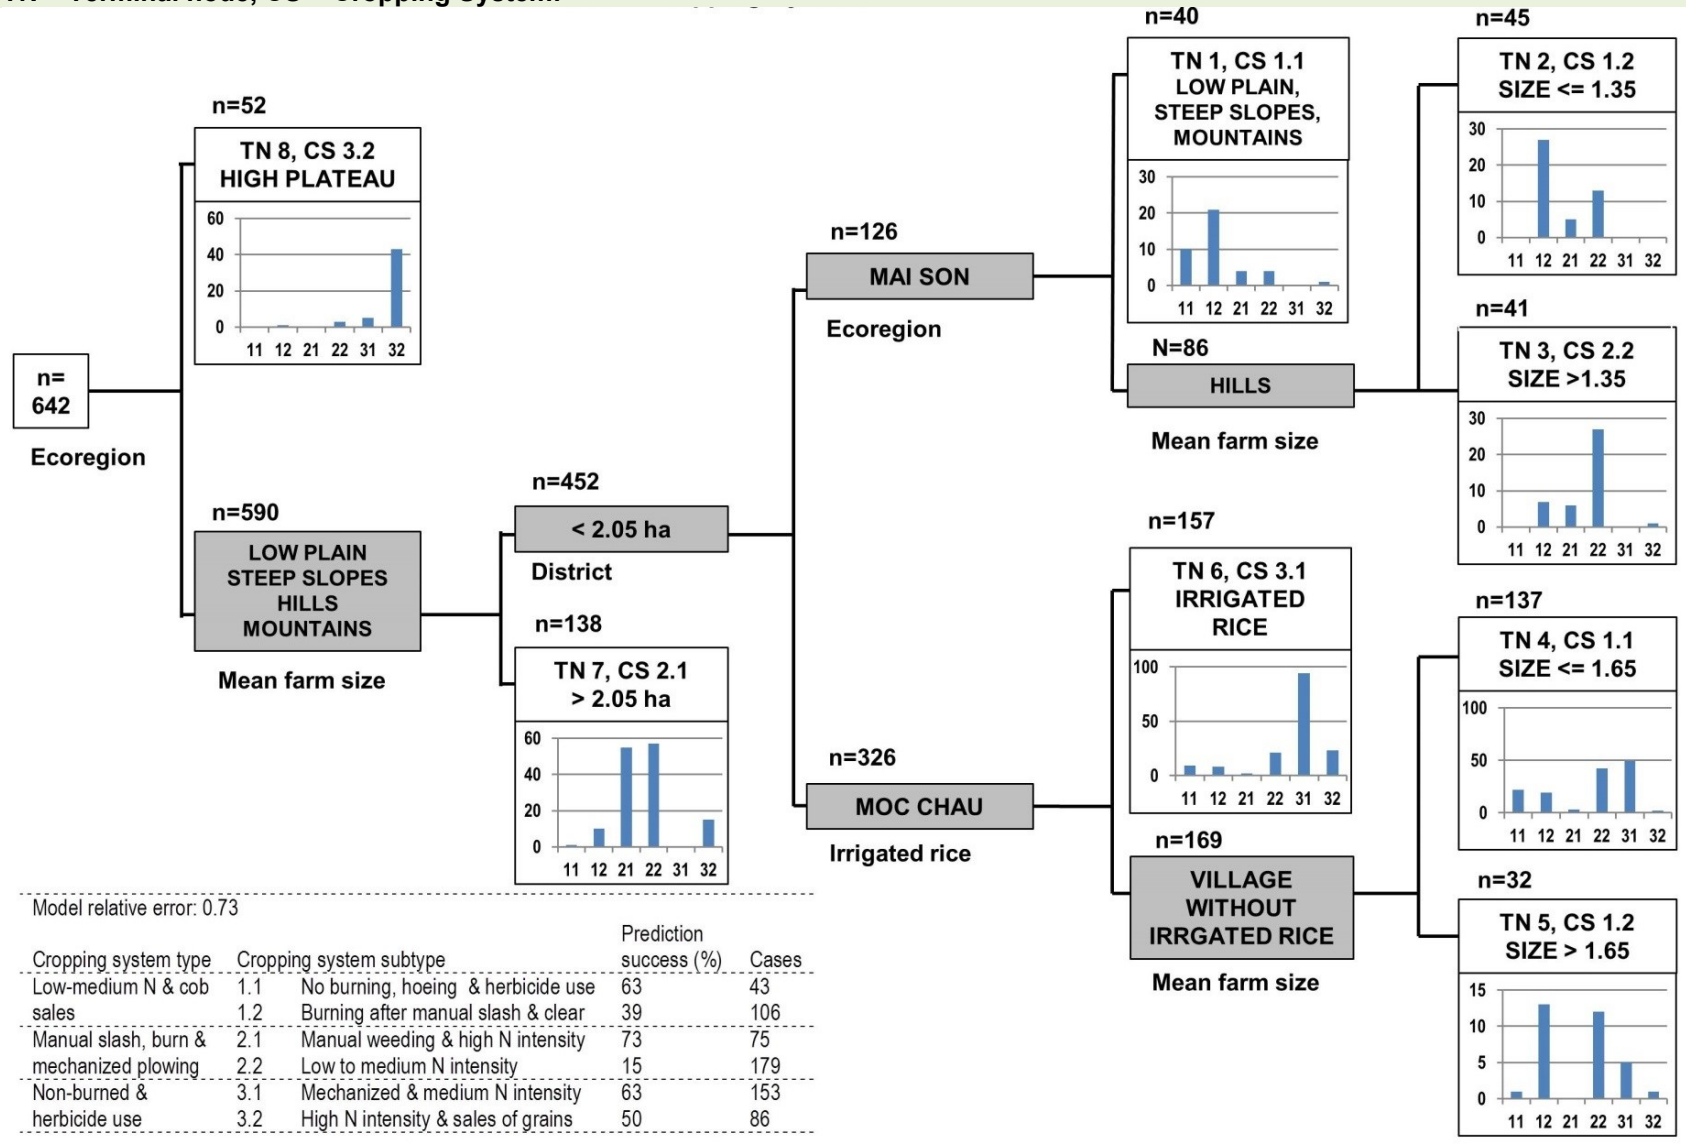 n=
642
Ecoregion
n=52
TN 8, CS 3.2
HIGH PLATEAU
60
40
20
0
11 12 21 22 31 32
n=590
LOW PLAIN
STEEP SLOPES
HILLS
MOUNTAINS
Mean farm size
n=452
< 2.05 ha
District
n=138
TN 7, CS 2.1
> 2.05 ha
60
40
20
0
11 12 21 22 31 32
n=126
MAI SON
Ecoregion
n=326
MOC CHAU
Irrigated rice
n=40
TN 1, CS 1.1
LOW PLAIN,
STEEP SLOPES,
MOUNTAINS
30
20
10
0
11 12 21 22 31 32
N=86
HILLS
Mean farm size
n=157
TN 6, CS 3.1
IRRIGATED
RICE
100
50
0
11 12 21 22 31 32
n=169
VILLAGE
WITHOUT
IRRGATED RICE
Mean farm size
n=45
TN 2, CS 1.2
SIZE <= 1.35
30
20
10
0
11 12 21 22 31 32
n=41
TN 3, CS 2.2
SIZE >1.35
30
20
10
0
11 12 21 22 31 32
n=137
TN 4, CS 1.1
SIZE <= 1.65
100
50
0
11 12 21 22 31 32
n=32
TN 5, CS 1.2
SIZE > 1.65
15
10
5
0
11 12 21 22 31 32
Model relative error: 0.73
Prediction
Cropping system type Cropping system subtype success (%) Cases
Low-medium N & cob 1.1 No burning, hoeing & herbicide use 63 43
sales 1.2 Burning after manual slash & clear 39 106
Manual slash, burn & 2.1 Manual weeding & high N intensity 73 75
mechanized plowing 2.2 Low to medium N intensity 15 179
Non-burned & 3.1 Mechanized & medium N intensity 63 153
herbicide use 3.2 High N intensity & sales of grains 50 86